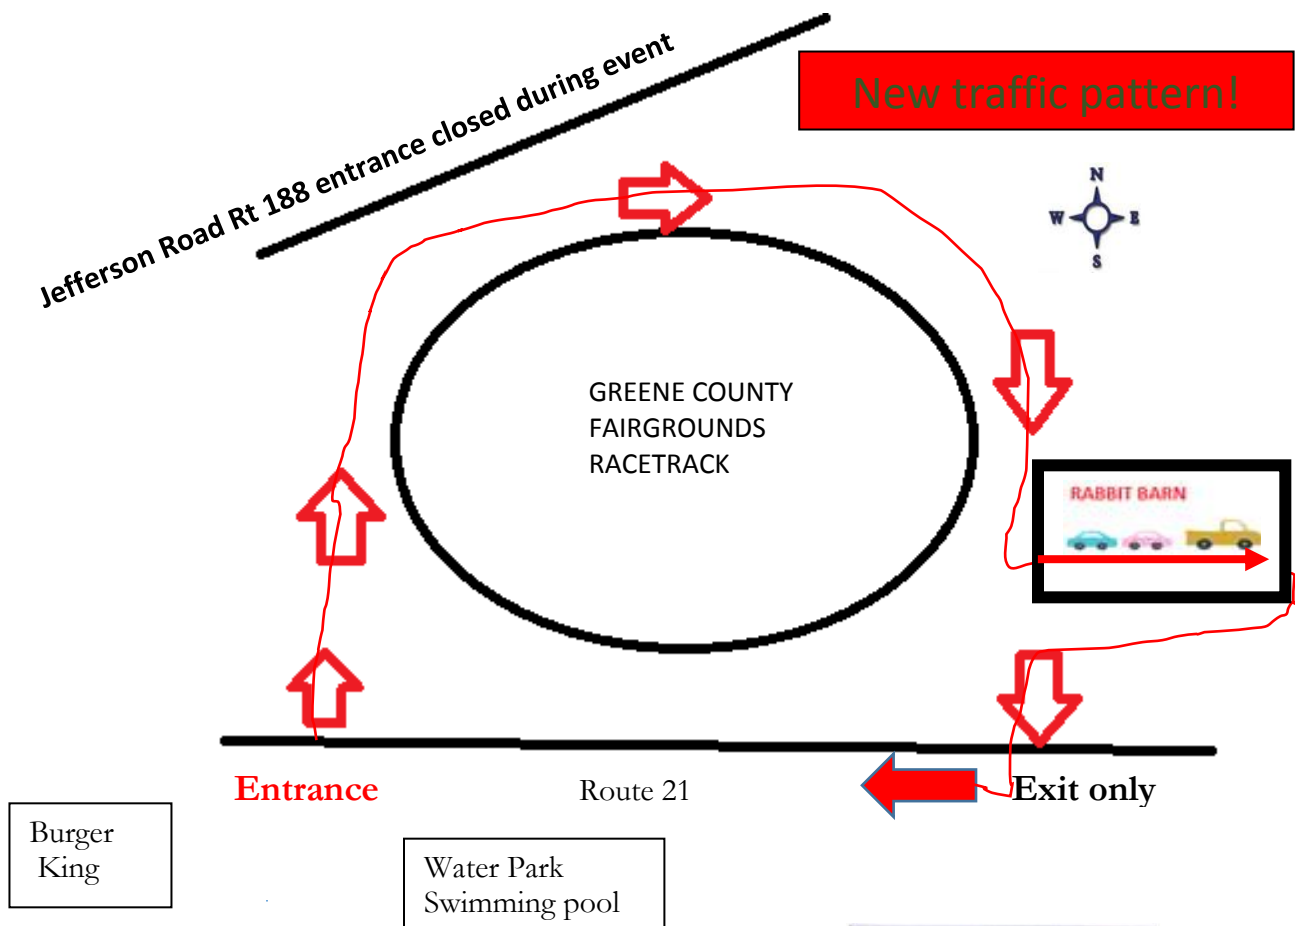 Jefferson Road Rt 188 entrance closed during event
New traffic pattern!
N
W E
S
GREENE COUNTY
FAIRGROUNDS
RACETRACK
RABBIT BARN
Entrance
Route 21
Exit only
Burger
King
Water Park
Swimming pool